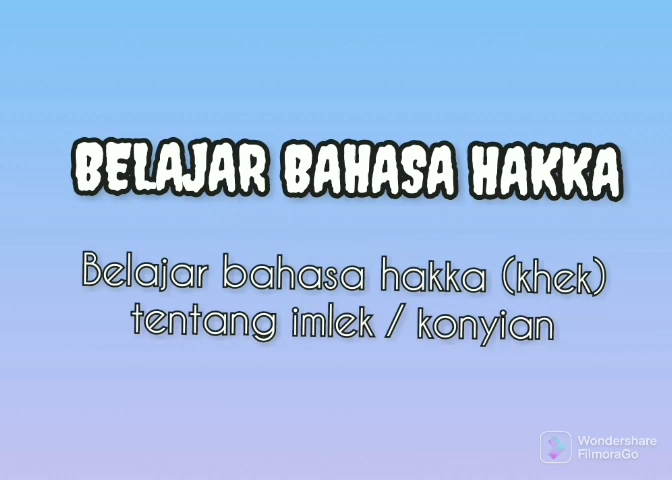 BELAJAR BAHASA HAKKA
Belajar bahasa hakka (khek)
tentang imlek / konyian
Wondershare
FilmoraGo